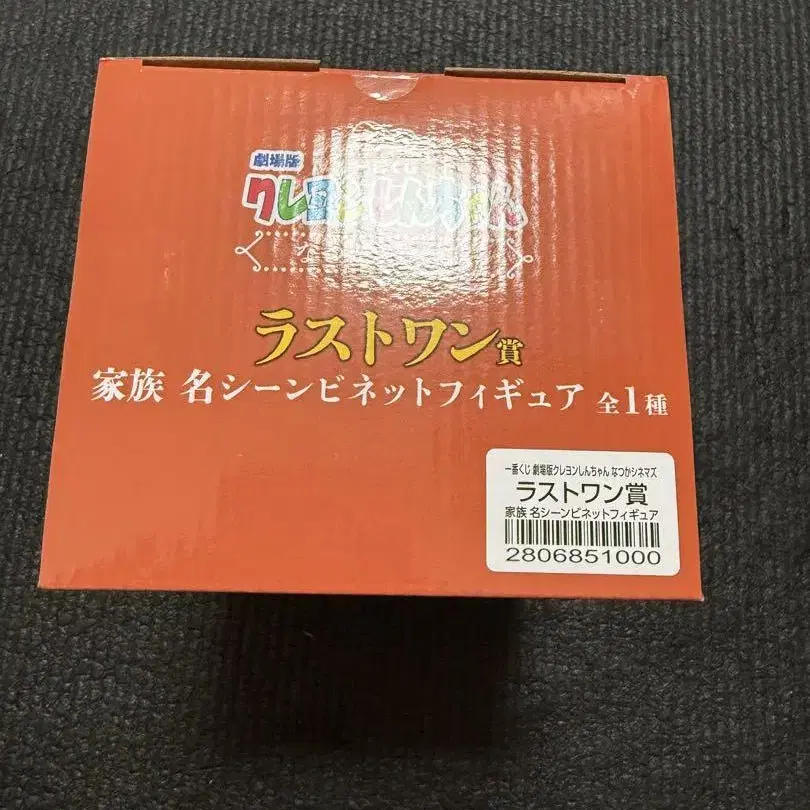 劇場版
クレヨンしんちゃん
な
ラストワン賞
家族 名シーンビネットフィギュア 全1種
一番くじ 劇場版クレヨンしんちゃん なつかシネマズ
ラストワン賞
家族 名シーンビネットフィギュア
2806851000